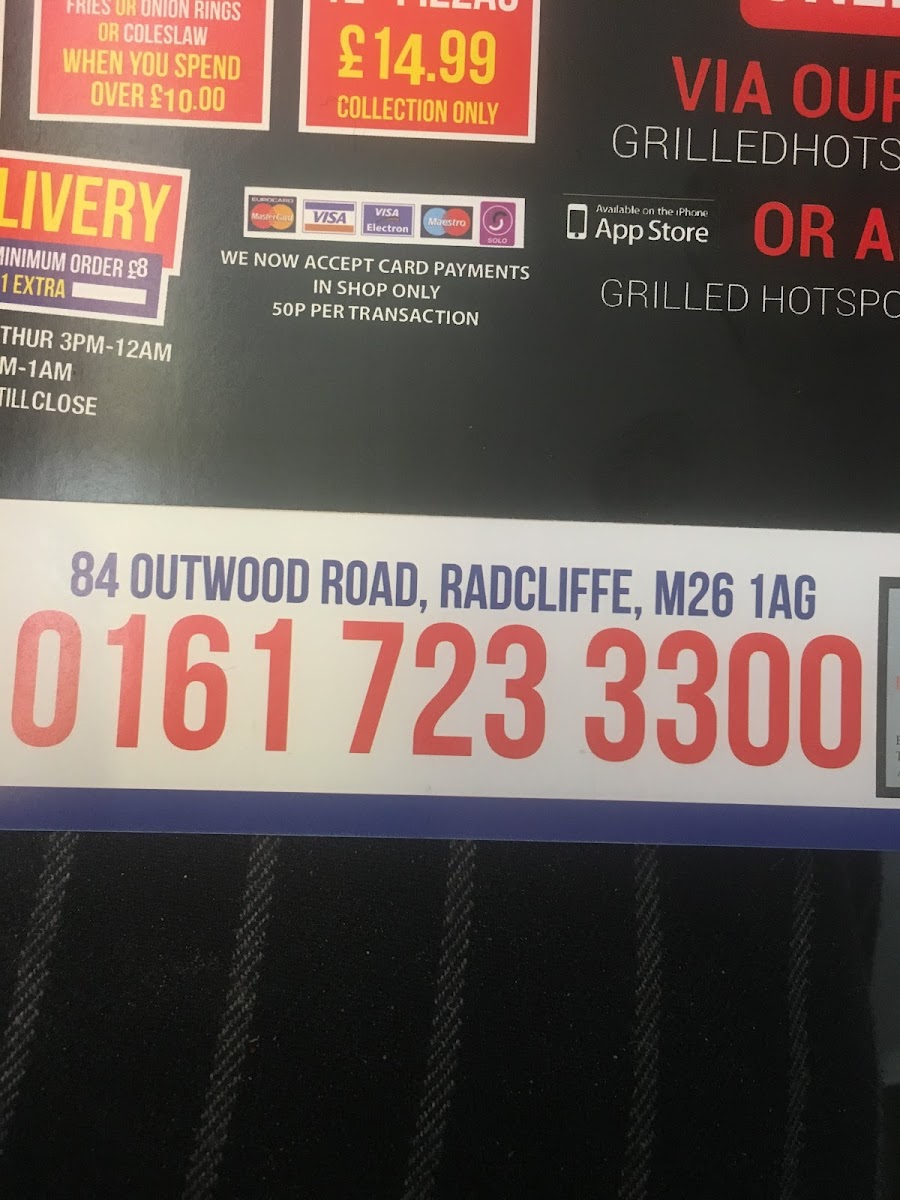 FRIES OR ONION RINGS
OR COLESLAW
WHEN YOU SPEND
OVER £10.00
£14.99
COLLECTION ONLY
VIA OUR
GRILLEDHOTS
LIVERY
MINIMUM ORDER £8
1 EXTRA
THUR 3PM-12AM
M-1AM
TILL CLOSE
EUROCARD
MasterCard
VISA
VISA
Electron
Maestro
SOLO
WE NOW ACCEPT CARD PAYMENTS
IN SHOP ONLY
50P PER TRANSACTION
Available on the iPhone
App Store
OR A
GRILLED HOTSPO
84 OUTWOOD ROAD, RADCLIFFE, M26 1AG
0161 723 3300